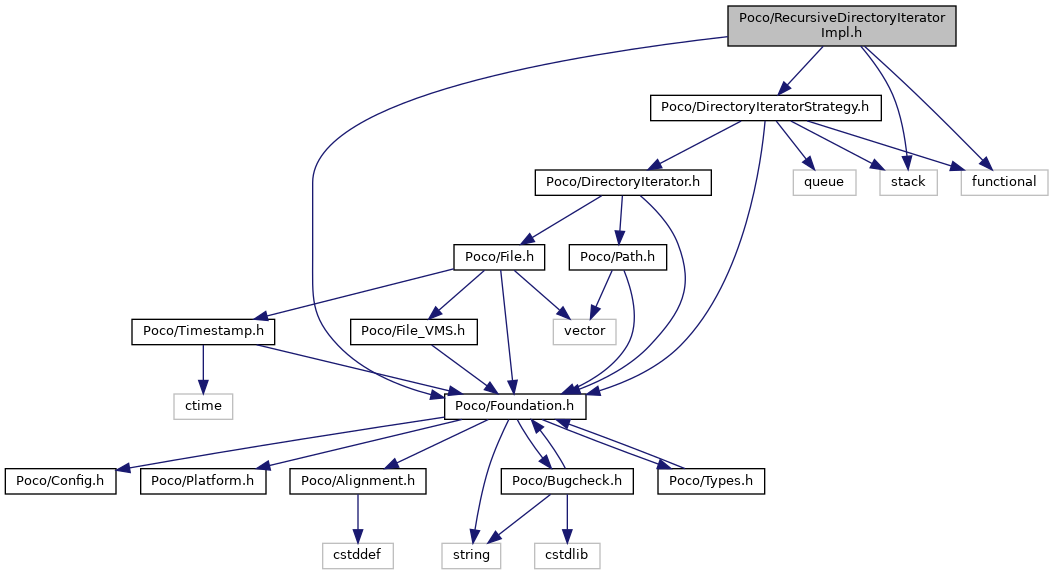 Poco/RecursiveDirectoryIterator
Impl.h
Poco/DirectoryIteratorStrategy.h
Poco/DirectoryIterator.h
queue
stack
functional
Poco/File.h
Poco/Path.h
Poco/Timestamp.h
Poco/File_VMS.h
vector
ctime
Poco/Foundation.h
Poco/Config.h
Poco/Platform.h
Poco/Alignment.h
Poco/Bugcheck.h
Poco/Types.h
cstddef
string
cstdlib